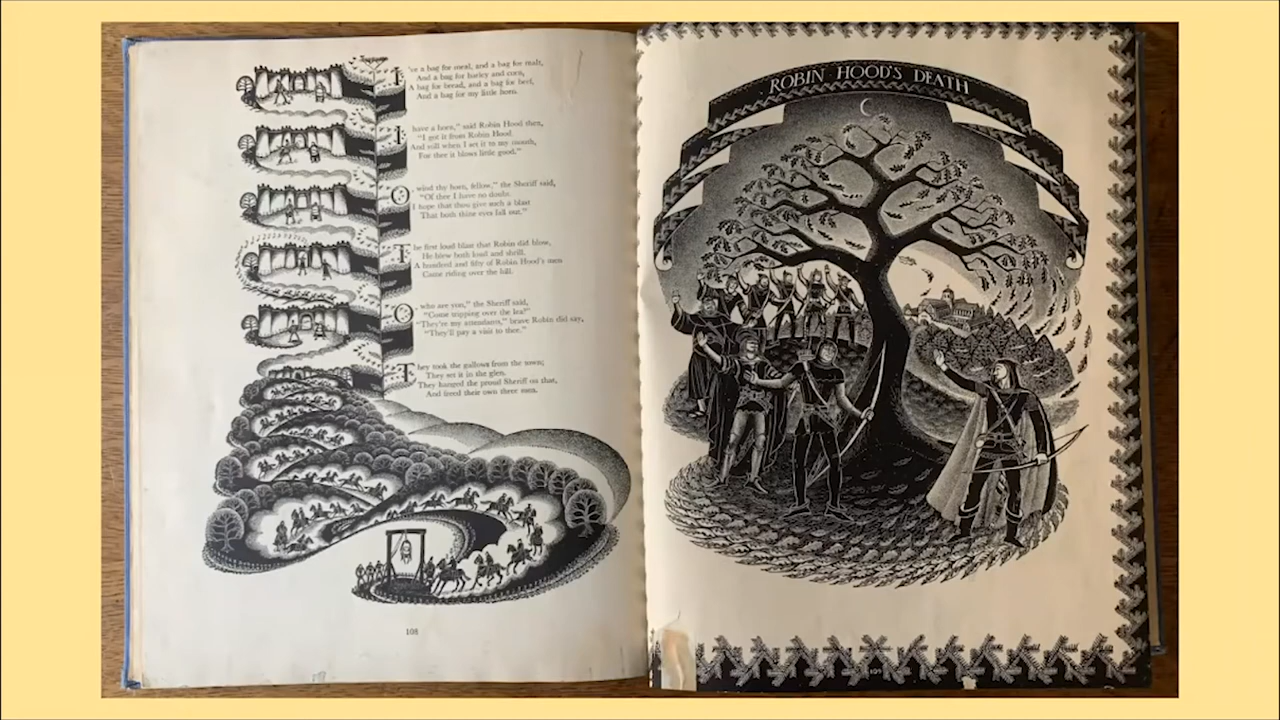 I've a bag for meal, and a bag for malt,
And a bag for barley and corn,
A bag for bread, and a bag for beef,
And a bag for my little horn.
I have a horn," said Robin Hood then,
"I got it from Robin Hood
And still when I set it to my mouth,
For thee it blows little good."
O wind thy horn, fellow," the Sheriff said,
"Of thee I have no doubt.
I hope that thou give such a blast
That both thine eyes fall out."
The first loud blast that Robin did blow,
He blew both loud and shrill.
A hundred and fifty of Robin Hood's men
Came riding over the hill.
O who are you," the Sheriff said,
"Come tripping over the lea?"
"They're my attendants," brave Robin did say,
"They'll pay a visit to thee."
They took the gallows from the town;
They set it in the glen.
They hanged the proud Sheriff on that,
And freed their own three men.
108
ROBIN HOOD'S DEATH
109